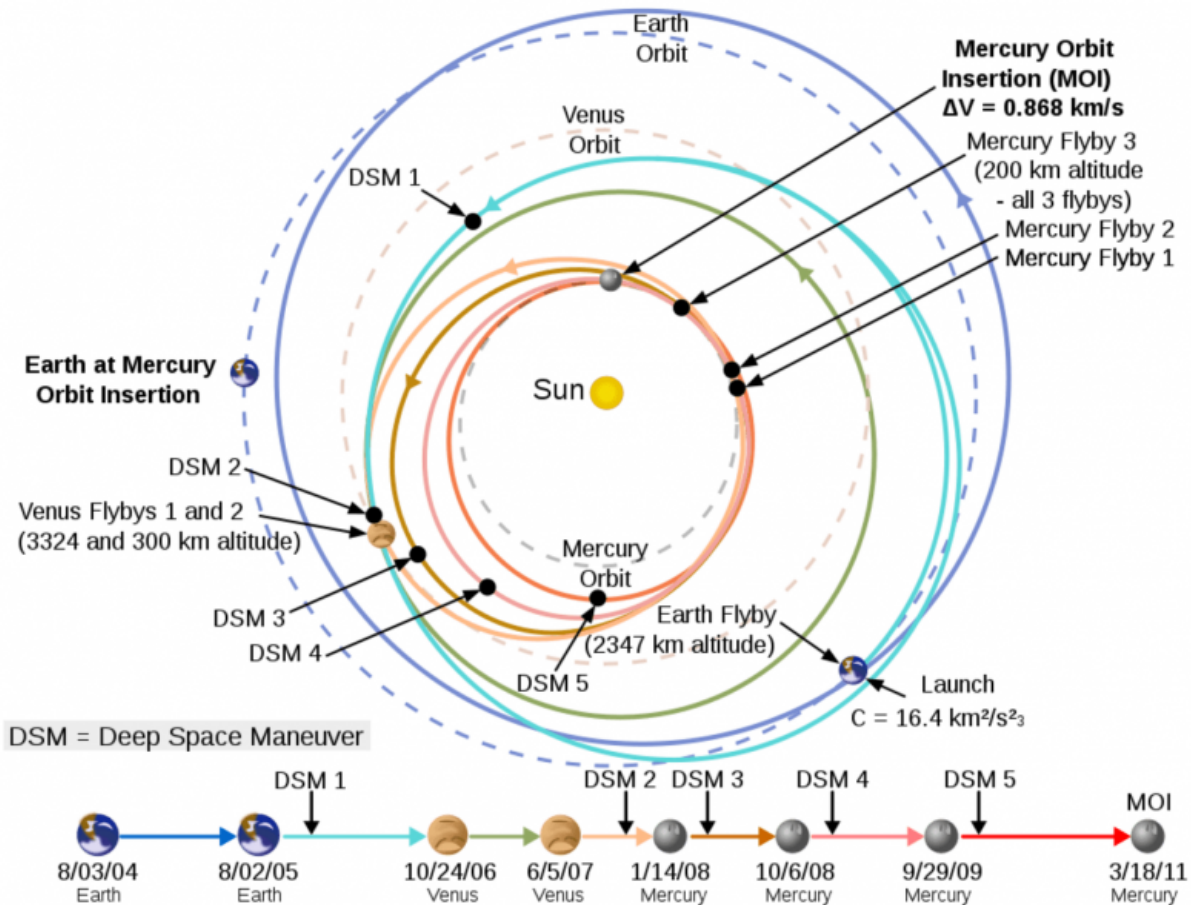 Earth
Orbit
Mercury Orbit
Insertion (MOI)
ΔV = 0.868 km/s
Venus
Orbit
Mercury Flyby 3
(200 km altitude
- all 3 flybys)
DSM 1
Mercury Flyby 2
Mercury Flyby 1
Earth at Mercury
Orbit Insertion
Sun
DSM 2
Venus Flybys 1 and 2
(3324 and 300 km altitude)
Mercury
Orbit
DSM 3
Earth Flyby
(2347 km altitude)
DSM 4
DSM 5
Launch
C = 16.4 km²/s²₃
DSM = Deep Space Maneuver
DSM 1
DSM 2
DSM 3
DSM 4
DSM 5
MOI
8/03/04
Earth
8/02/05
Earth
10/24/06
Venus
6/5/07
Venus
1/14/08
Mercury
10/6/08
Mercury
9/29/09
Mercury
3/18/11
Mercury